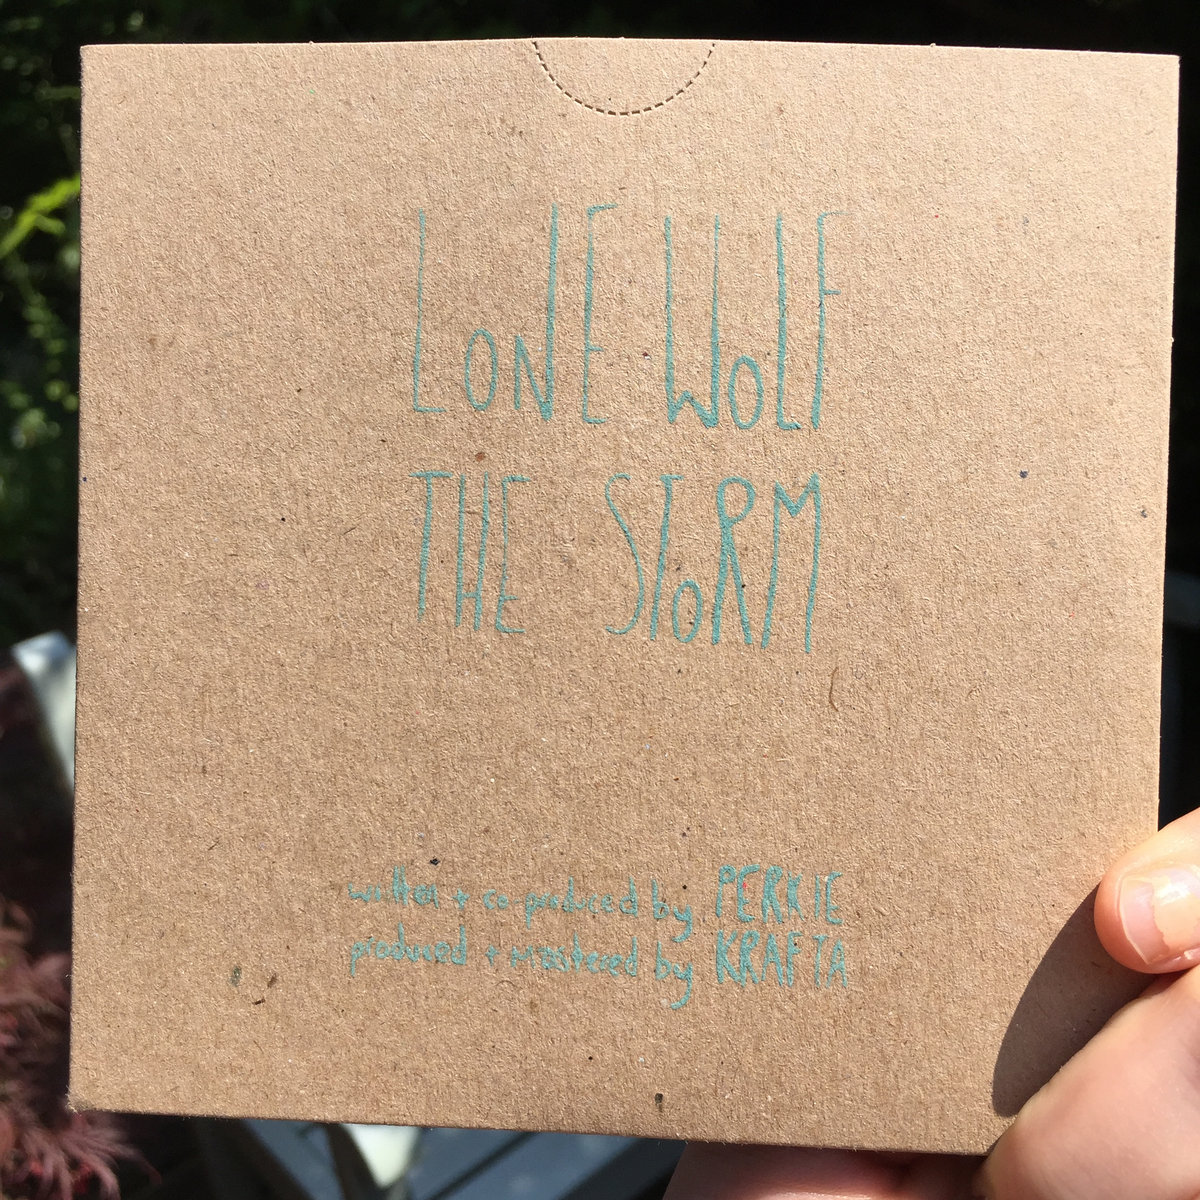 LONE WOLF
THE STORM
written + co-produced by PERKIE
produced + mastered by KRAFTA